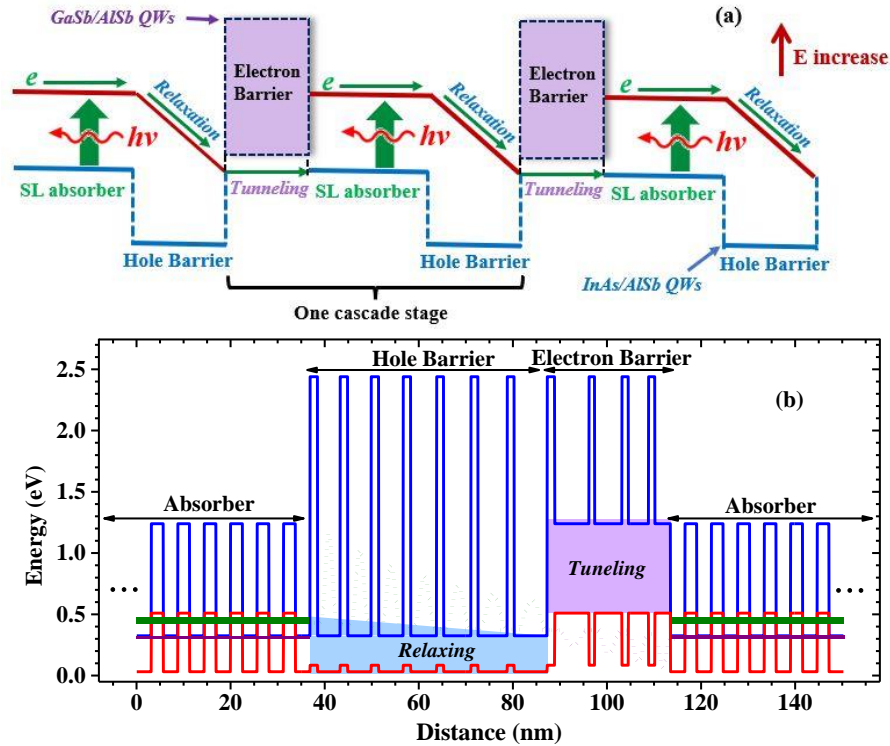 GaSb/AlSb QWs
(a)
Electron
Barrier
Electron
Barrier
E increase
e
Relaxation
e
Relaxation
e
Relaxation
hv
hv
hv
SL absorber
Tunneling
SL absorber
Tunneling
SL absorber
Hole Barrier
Hole Barrier
InAs/AlSb QWs
Hole Barrier
One cascade stage
Hole Barrier
Electron Barrier
(b)
Absorber
Absorber
Tuneling
Relaxing
...
...
Energy (eV)
2.5
2.0
1.5
1.0
0.5
0.0
0
20
40
60
80
100
120
140
Distance (nm)